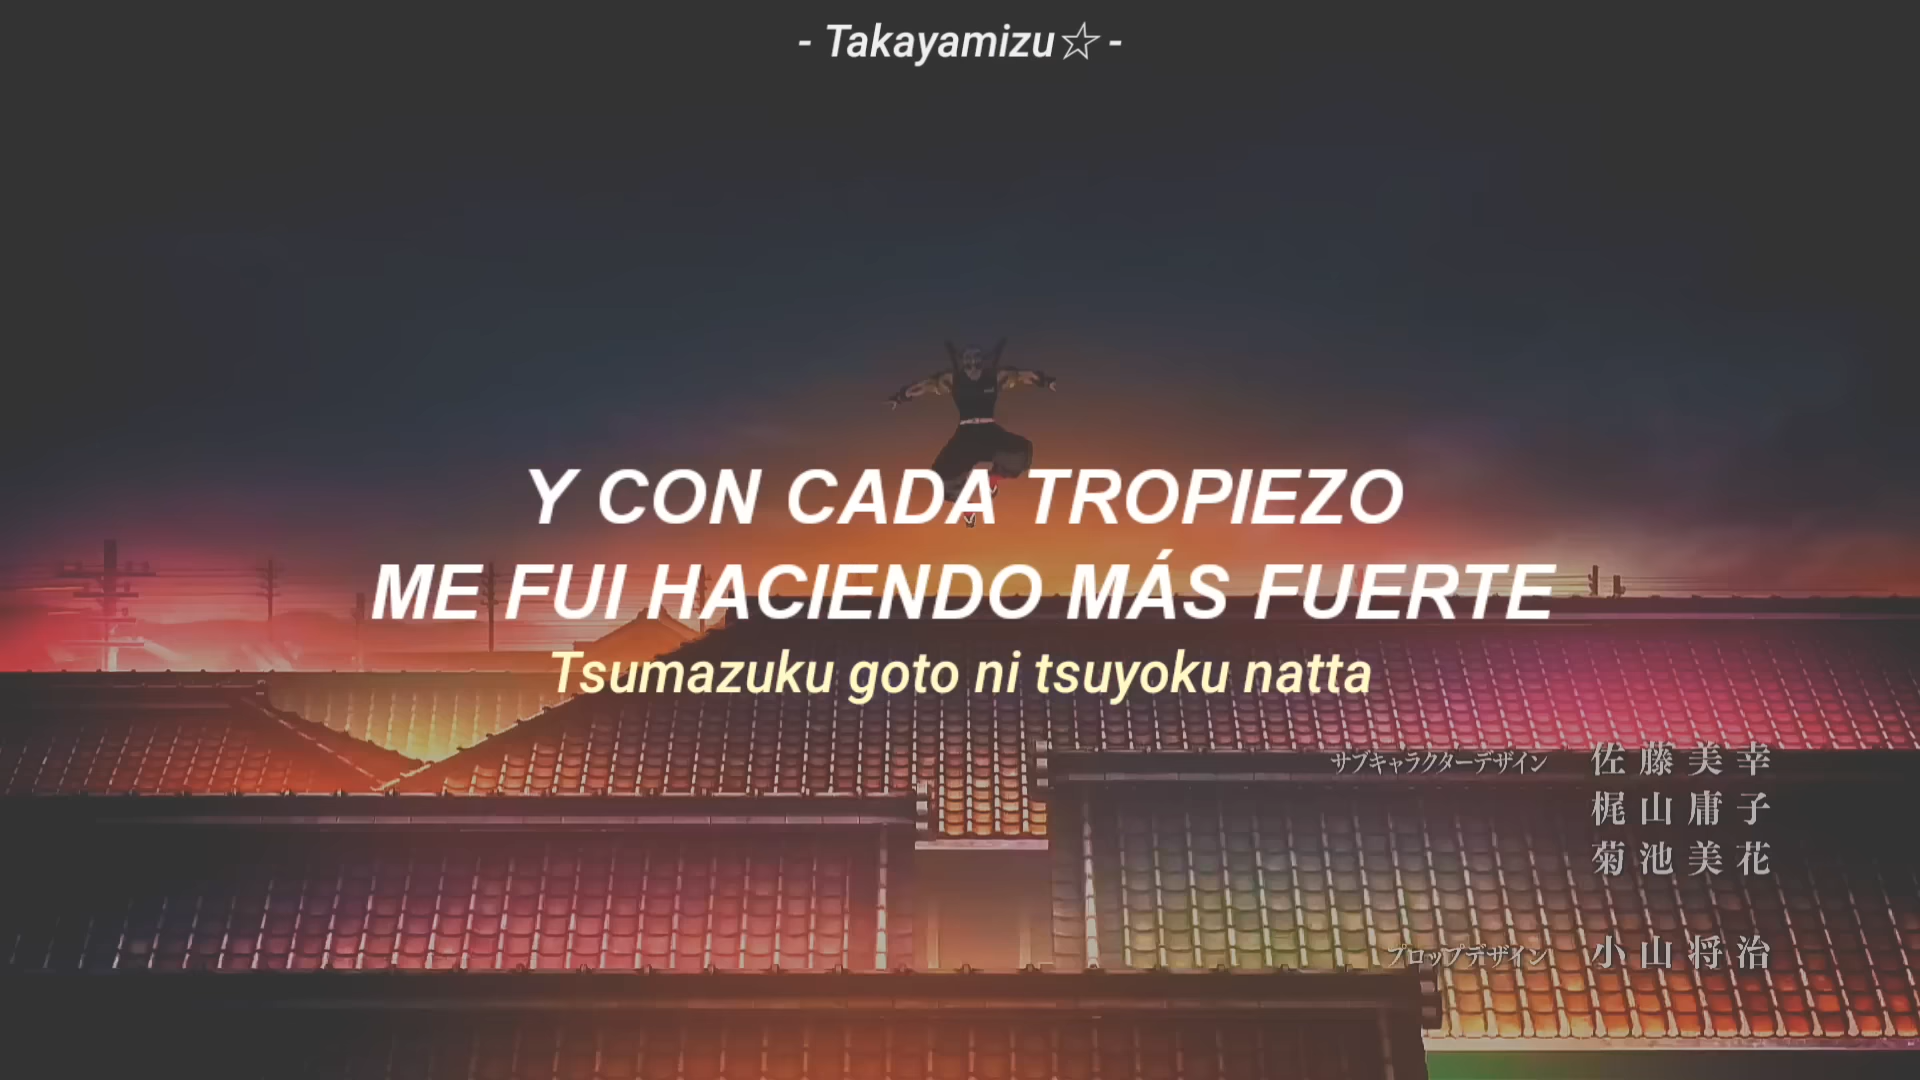 - Takayamizu☆ -
Y CON CADA TROPIEZO
ME FUI HACIENDO MÁS FUERTE
Tsumazuku goto ni tsuyoku natta
サブキャラクターデザイン 佐藤美幸
梶山庸子
菊池美花
プロップデザイン 小山将治